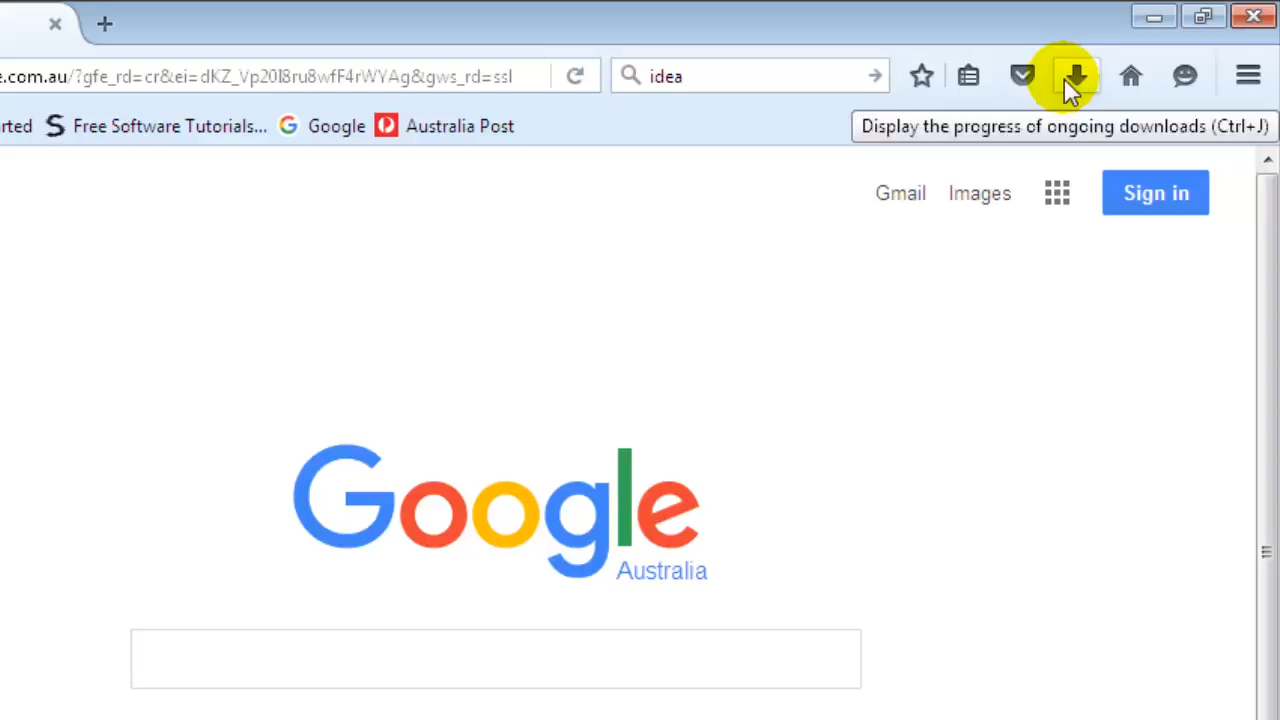 e.com.au/?gfe_rd=cr&ei=dKZ_Vp20I8ru8wfF4rWYAg&gws_rd=ssl
idea
rted
Free Software Tutorials...
Google
Australia Post
Display the progress of ongoing downloads (Ctrl+J)
Gmail
Images
Sign in
Google
Australia